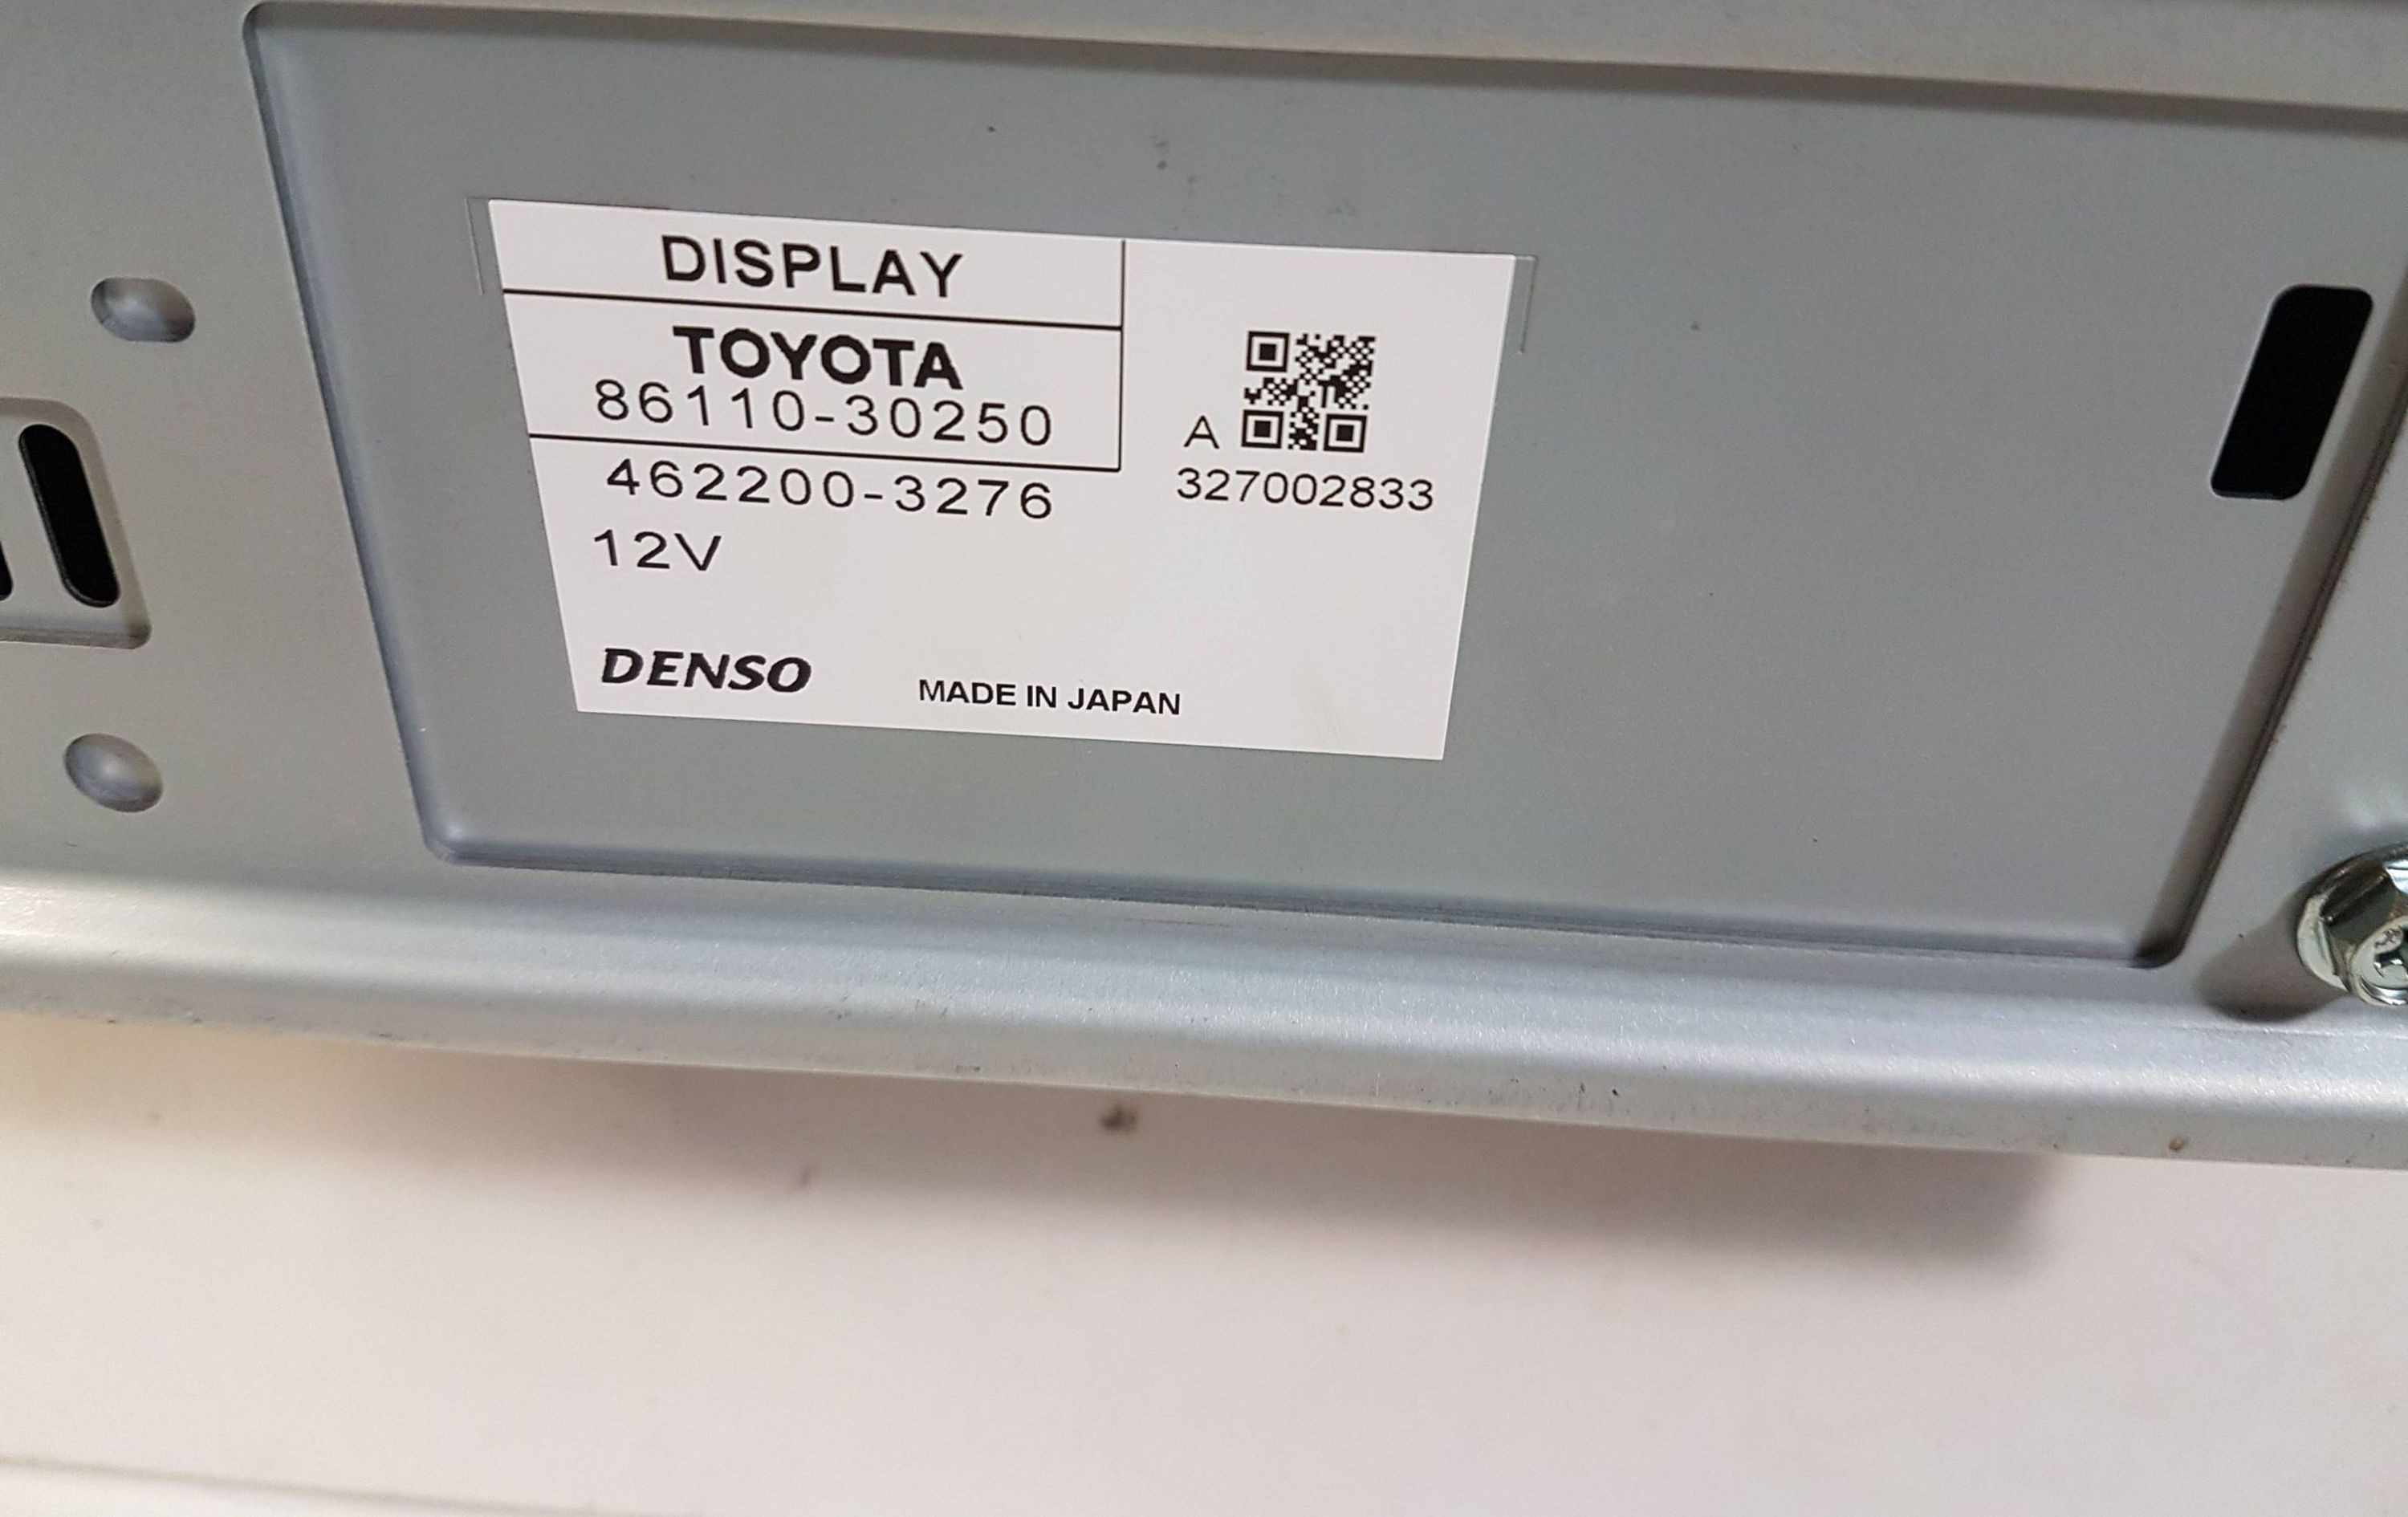 DISPLAY
TOYOTA
86110-30250
462200-3276
12V
A
327002833
DENSO
MADE IN JAPAN